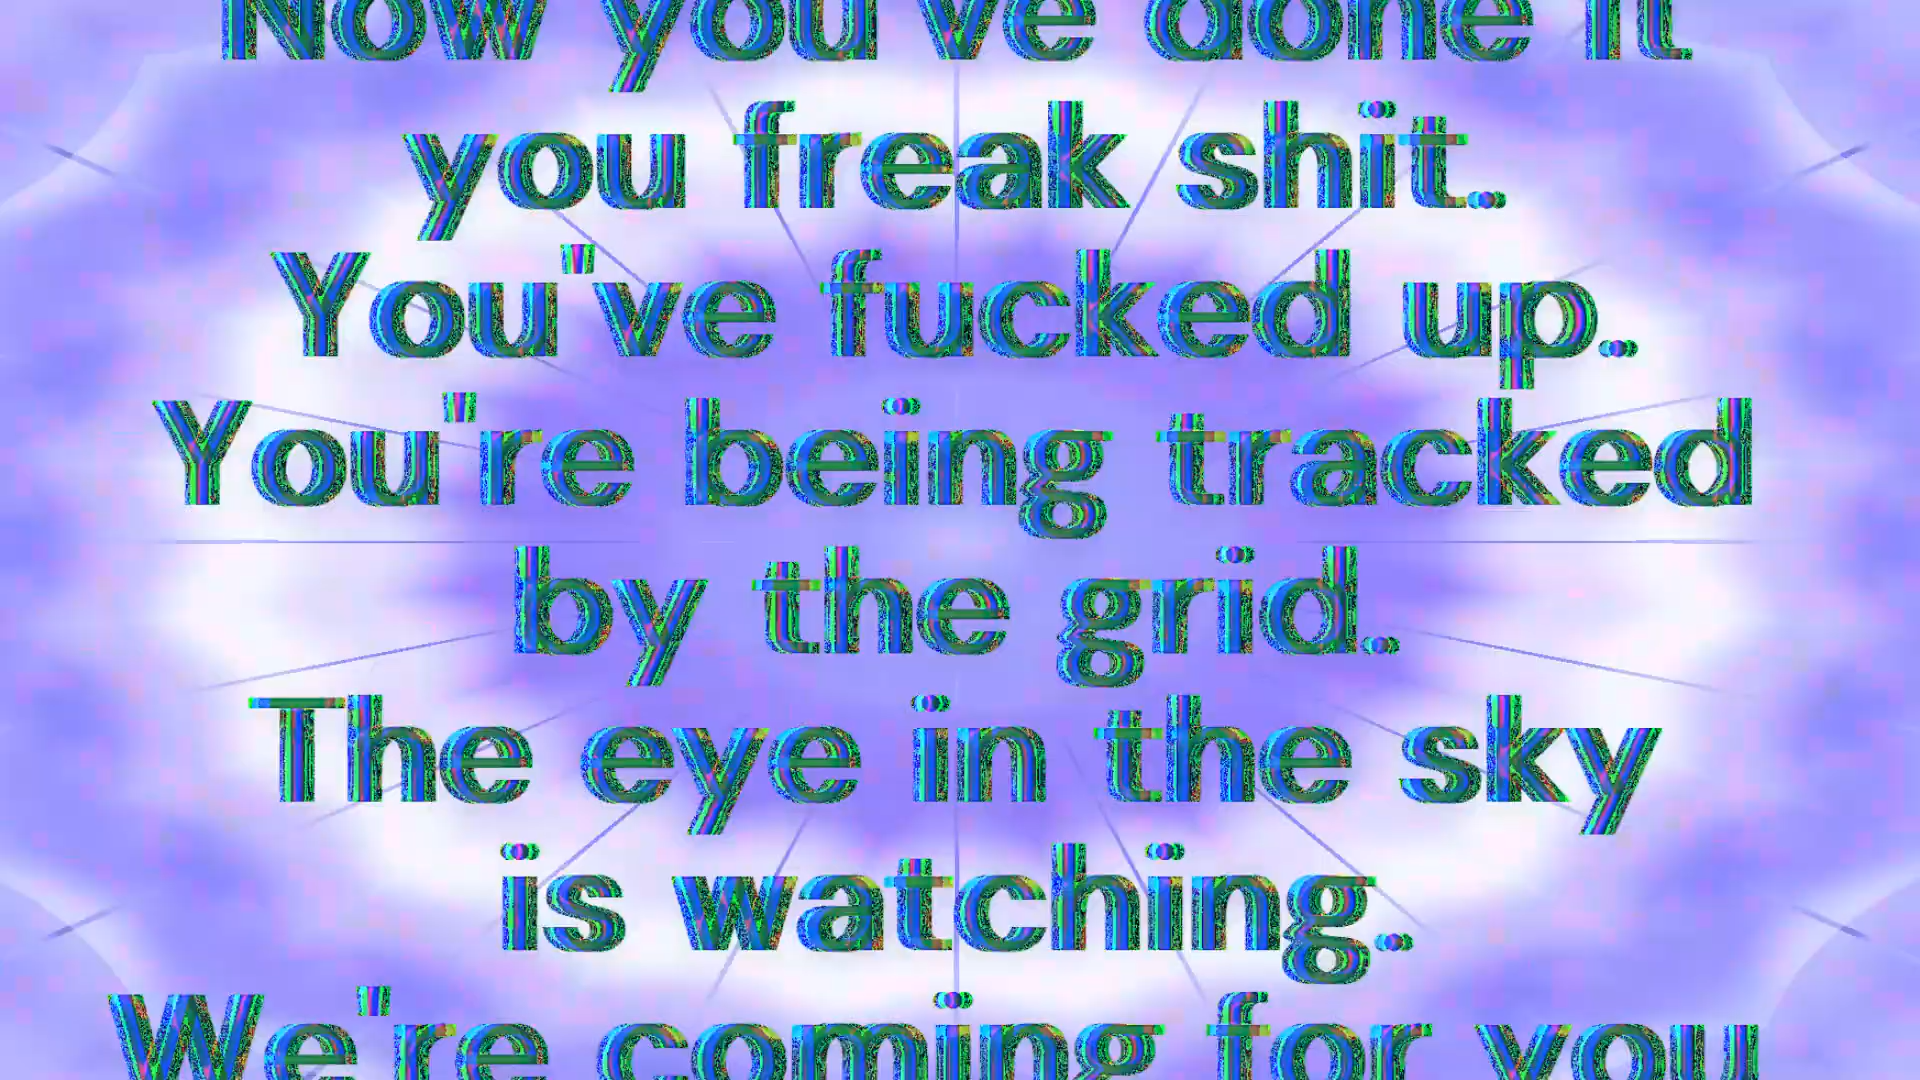 Now you've done it
you freak shit.
You've fucked up.
You're being tracked
by the grid.
The eye in the sky
is watching.
We're coming for you